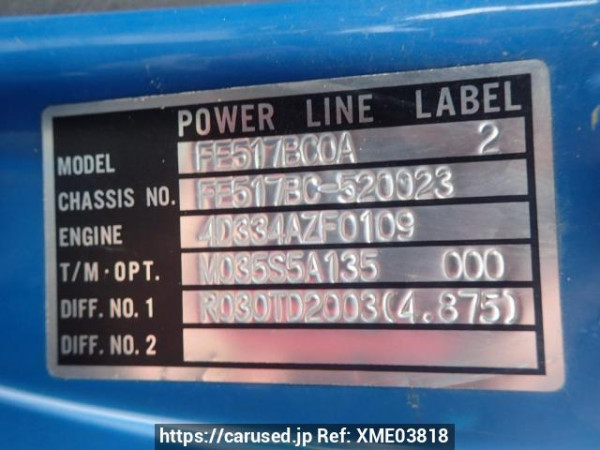 POWER LINE LABEL
MODEL FE517BC0A 2
CHASSIS NO. FE517BC-520023
ENGINE 4D334AZF0109
T/M·OPT. M035S5A135 000
DIFF. NO. 1 R030TD2003(4.875)
DIFF. NO. 2
https://carused.jp Ref: XME03818